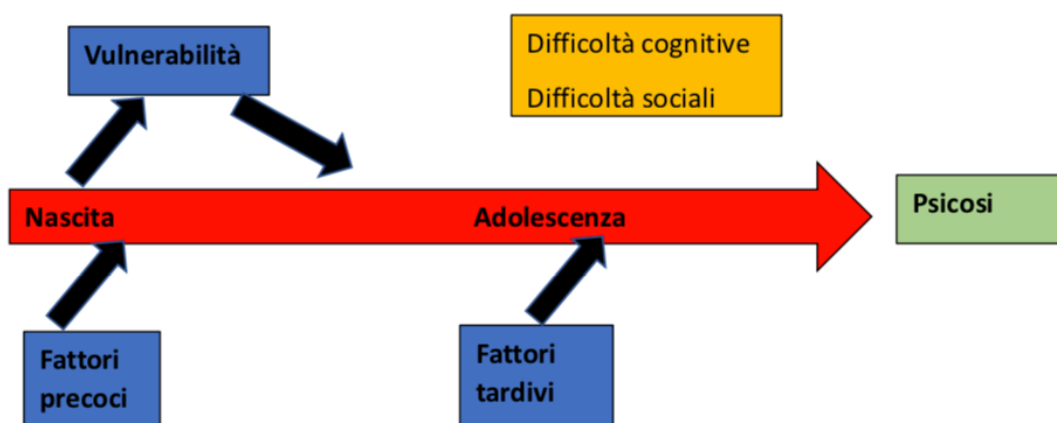 Vulnerabilità
Difficoltà cognitive
Difficoltà sociali
Nascita
Adolescenza
Psicosi
Fattori
precoci
Fattori
tardivi